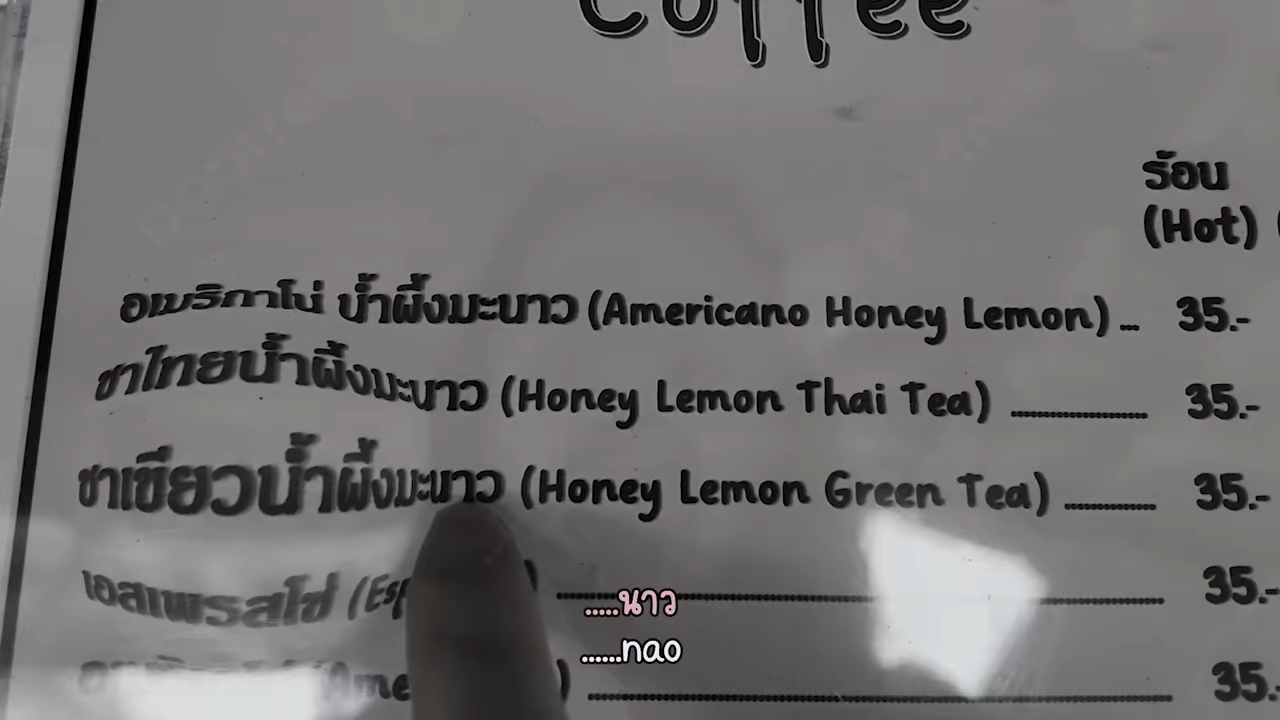 Coffee
ร้อน
(Hot)
อเมริกาโน่ น้ำผึ้งมะนาว (Americano Honey Lemon) ... 35.-
ชาไทยน้ำผึ้งมะนาว (Honey Lemon Thai Tea) .......... 35.-
ชาเขียวน้ำผึ้งมะนาว (Honey Lemon Green Tea) .......... 35.-
เอสเพรสโซ่ (Esp ) .......... 35.-
(Ame ) .......... 35.-
.....นาว
......nao